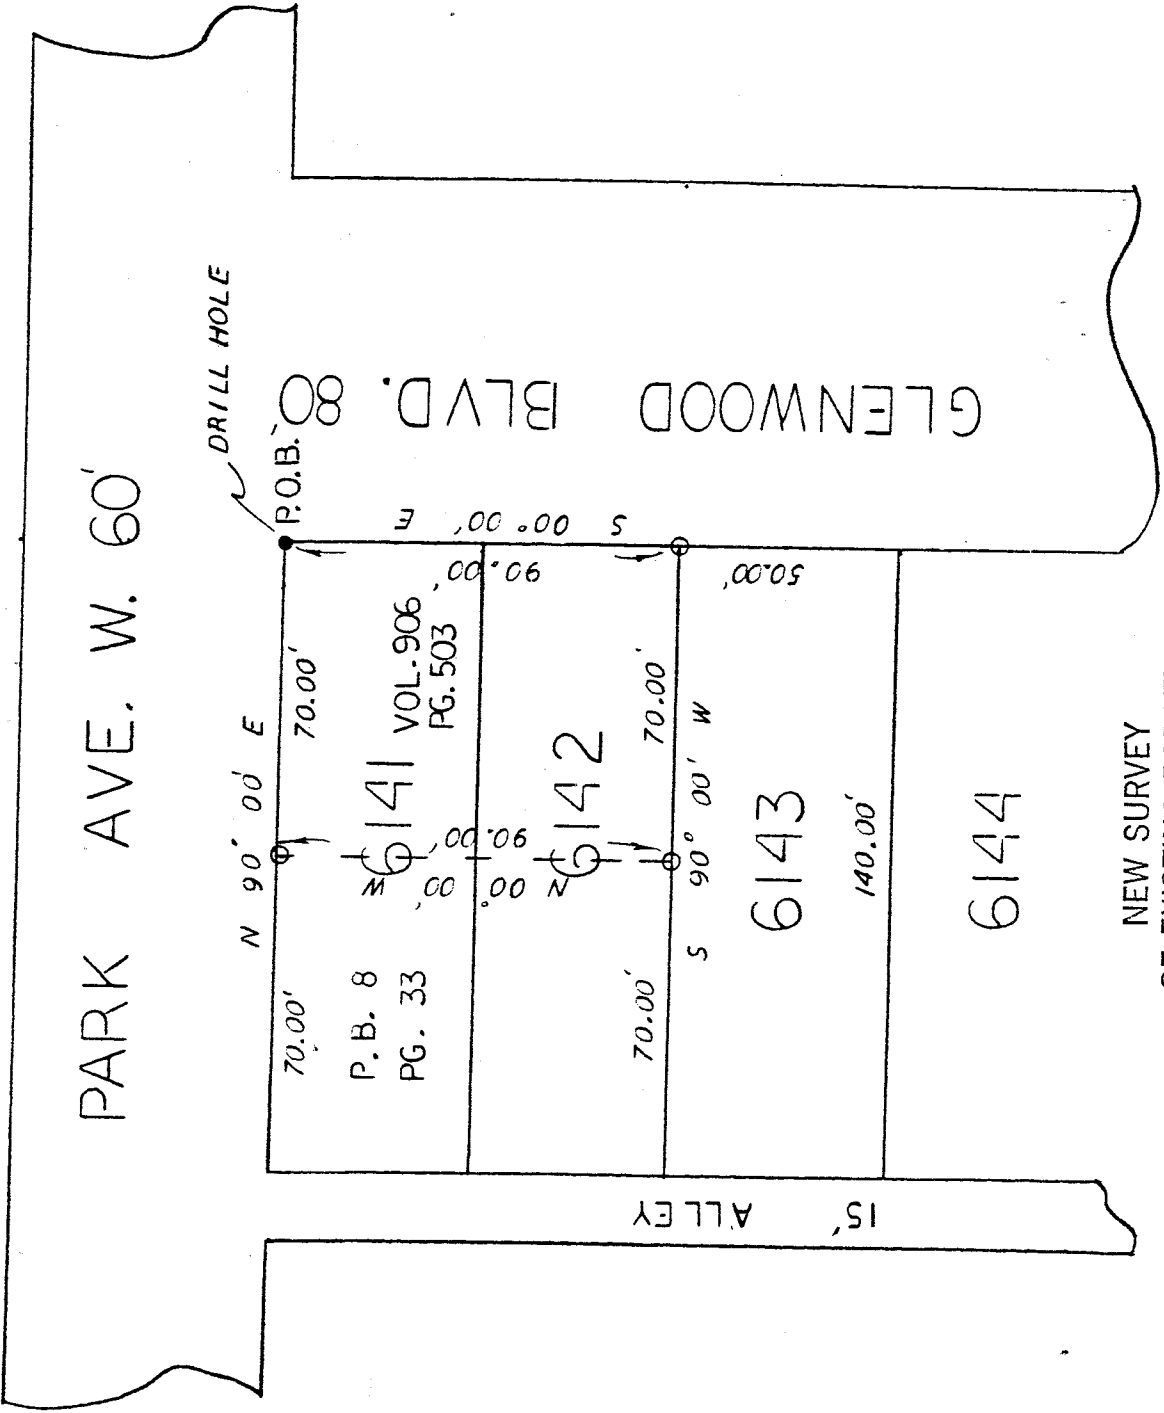 PARK AVE. W. 60'
DRILL HOLE
P.O.B.
N 90° 00' E
70.00'
70.00'
GLENWOOD BLVD. 80'
S 00° 00' E
90.00'
50.00'
6141
VOL. 906
PG. 503
P. B. 8
PG. 33
N 00° 00' W
90.00'
6142
70.00'
70.00'
S 90° 00' W
6143
140.00'
6144
15' ALLEY
NEW SURVEY